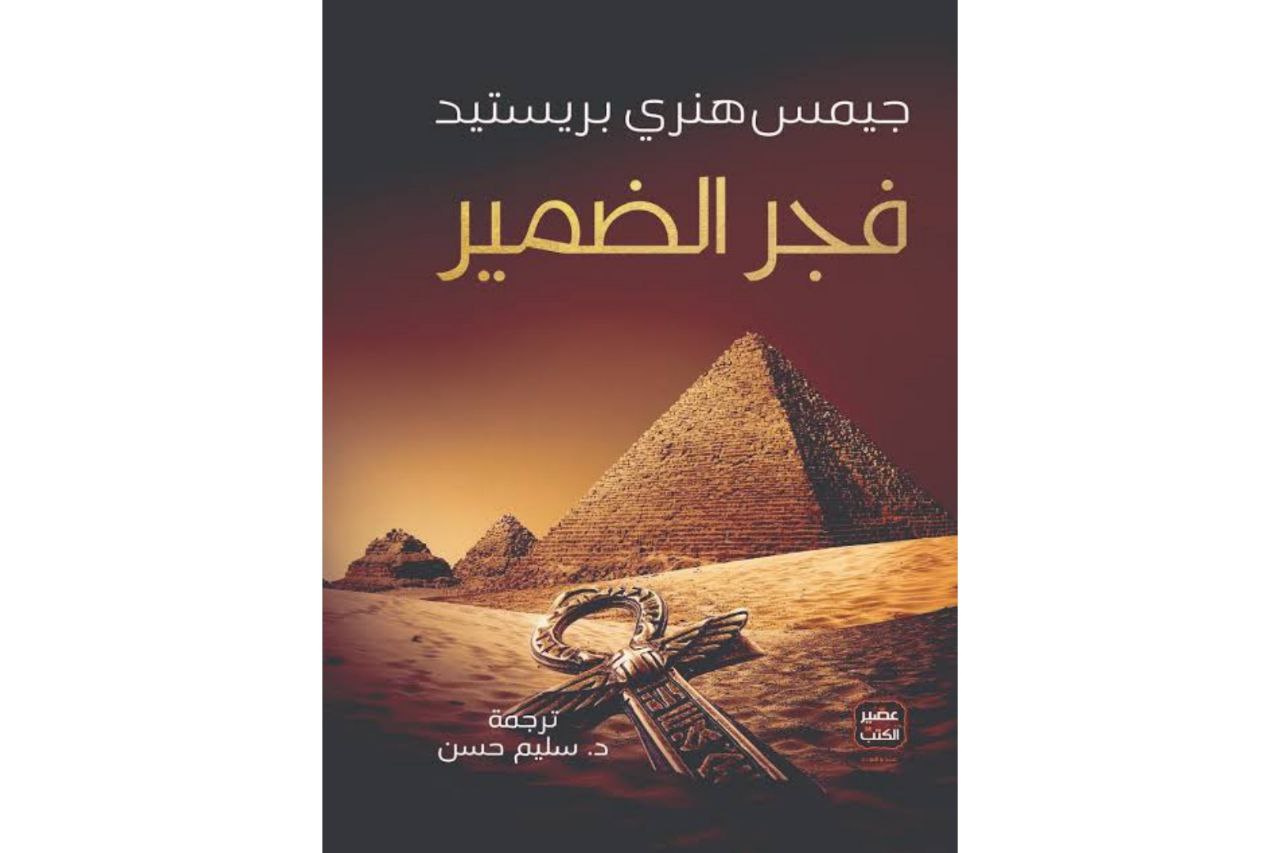 جيمس هنري بريستيد
فجر الضمير
ترجمة
د. سليم حسن
عصير
الكتب